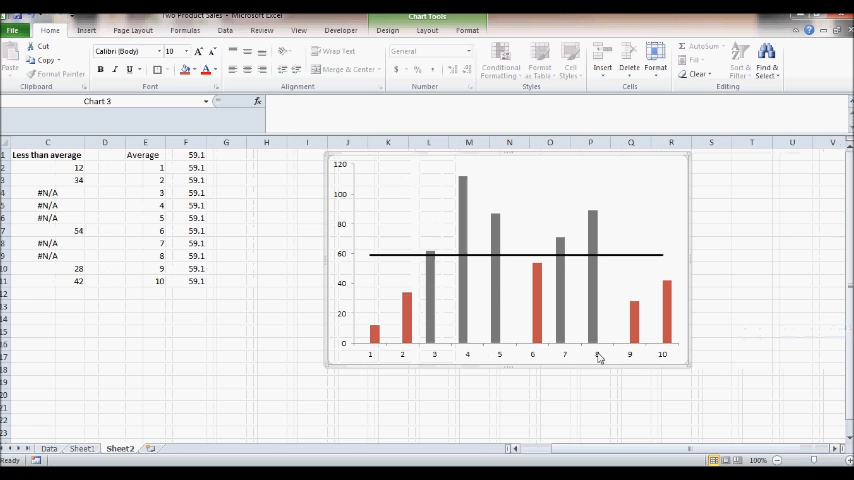 Two Product Sales - Microsoft Excel
Chart Tools
File Home Insert Page Layout Formulas Data Review View Developer Design Layout Format
Cut
Copy
Format Painter
Paste
Calibri (Body) 10
B I U
Wrap Text
Merge & Center
General
$ % ,
Conditional Formatting
Format as Table
Cell Styles
Insert Delete Format
AutoSum
Fill
Clear
Sort & Filter
Find & Select
Clipboard Font Alignment Number Styles Cells Editing
Chart 3 fx
C D E F G H I J K L M N O P Q R S T U V
1 Less than average Average 59.1
2 12 1 59.1
3 34 2 59.1
4 #N/A 3 59.1
5 #N/A 4 59.1
6 #N/A 5 59.1
7 54 6 59.1
8 #N/A 7 59.1
9 #N/A 8 59.1
10 28 9 59.1
11 42 10 59.1
12
13
14
15
16
17
18
19
20
21
22
23
120
100
80
60
40
20
0
1 2 3 4 5 6 7 8 9 10
Data Sheet1 Sheet2
Ready 100%